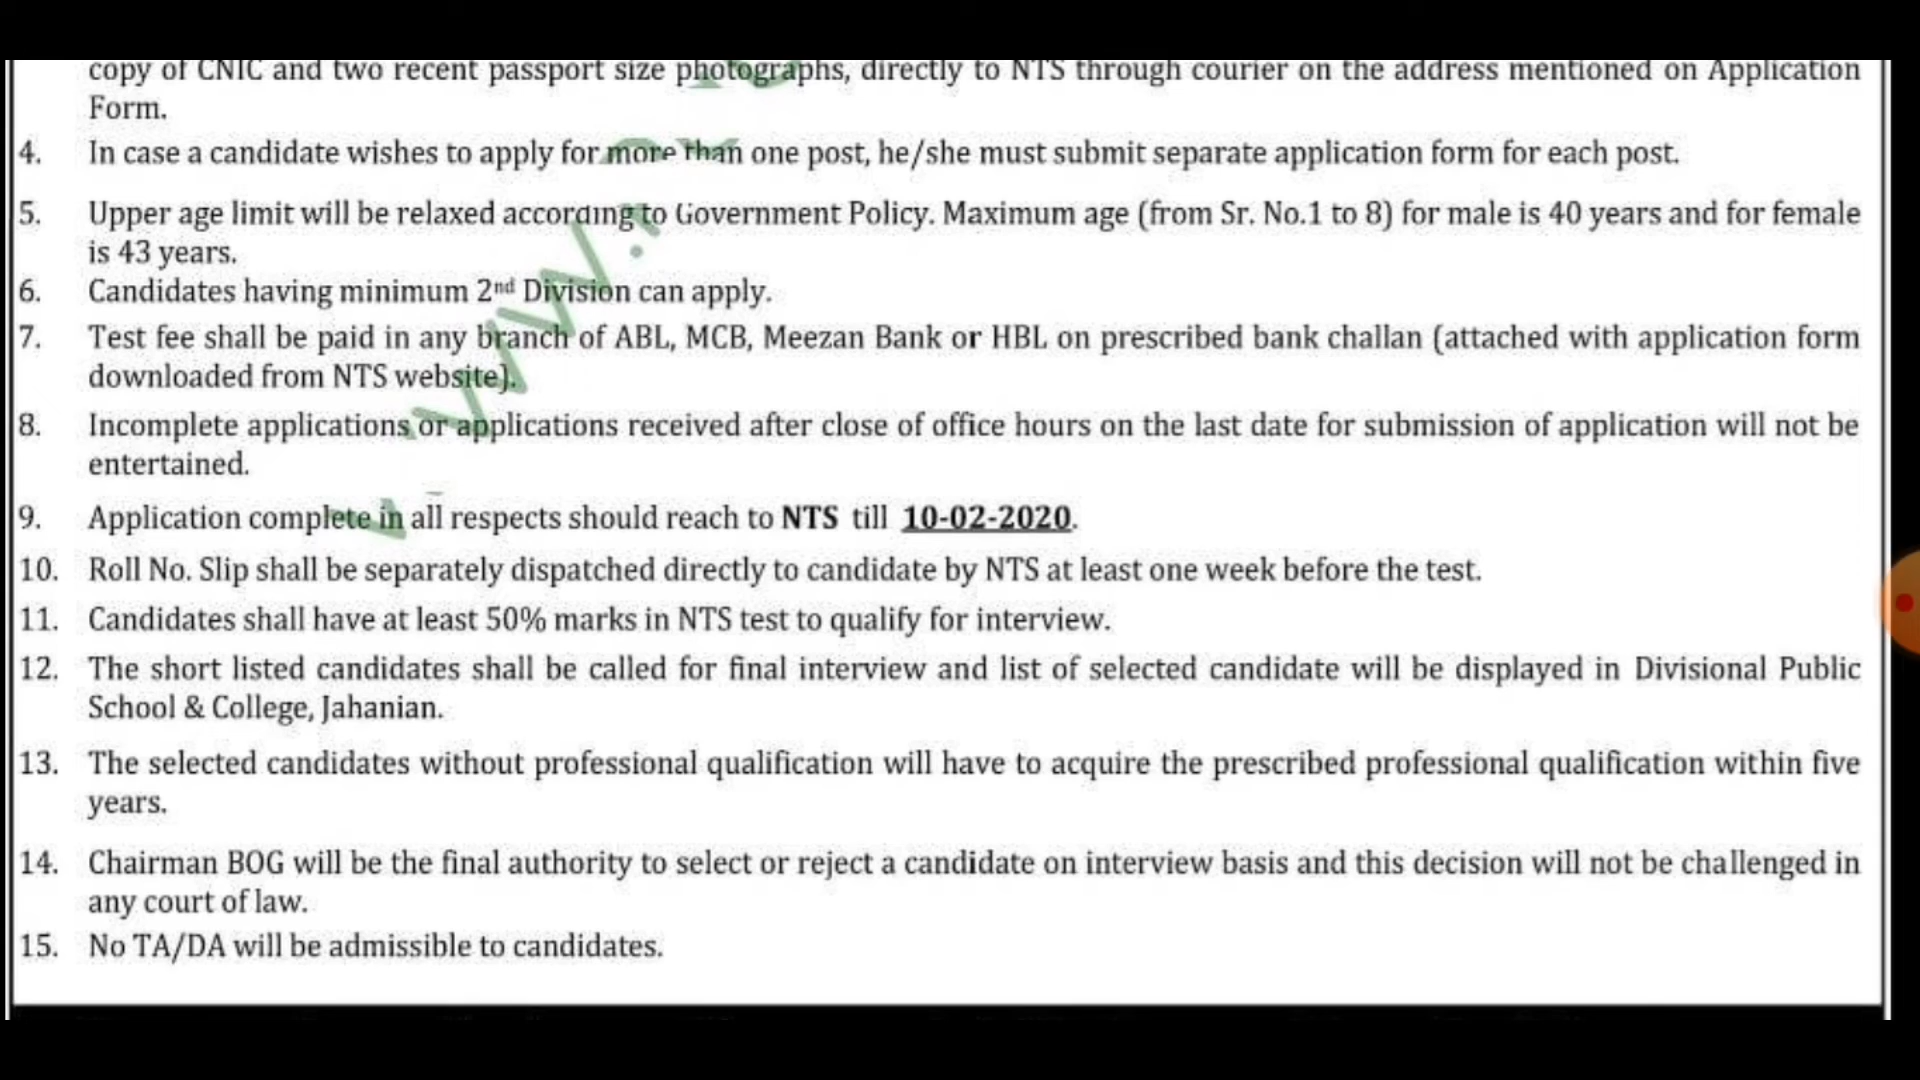 copy of CNIC and two recent passport size photographs, directly to NTS through courier on the address mentioned on Application
Form.
4. In case a candidate wishes to apply for more than one post, he/she must submit separate application form for each post.
5. Upper age limit will be relaxed according to Government Policy. Maximum age (from Sr. No.1 to 8) for male is 40 years and for female
is 43 years.
6. Candidates having minimum 2nd Division can apply.
7. Test fee shall be paid in any branch of ABL, MCB, Meezan Bank or HBL on prescribed bank challan (attached with application form
downloaded from NTS website).
8. Incomplete applications or applications received after close of office hours on the last date for submission of application will not be
entertained.
9. Application complete in all respects should reach to NTS till 10-02-2020.
10. Roll No. Slip shall be separately dispatched directly to candidate by NTS at least one week before the test.
11. Candidates shall have at least 50% marks in NTS test to qualify for interview.
12. The short listed candidates shall be called for final interview and list of selected candidate will be displayed in Divisional Public
School & College, Jahanian.
13. The selected candidates without professional qualification will have to acquire the prescribed professional qualification within five
years.
14. Chairman BOG will be the final authority to select or reject a candidate on interview basis and this decision will not be challenged in
any court of law.
15. No TA/DA will be admissible to candidates.
www.